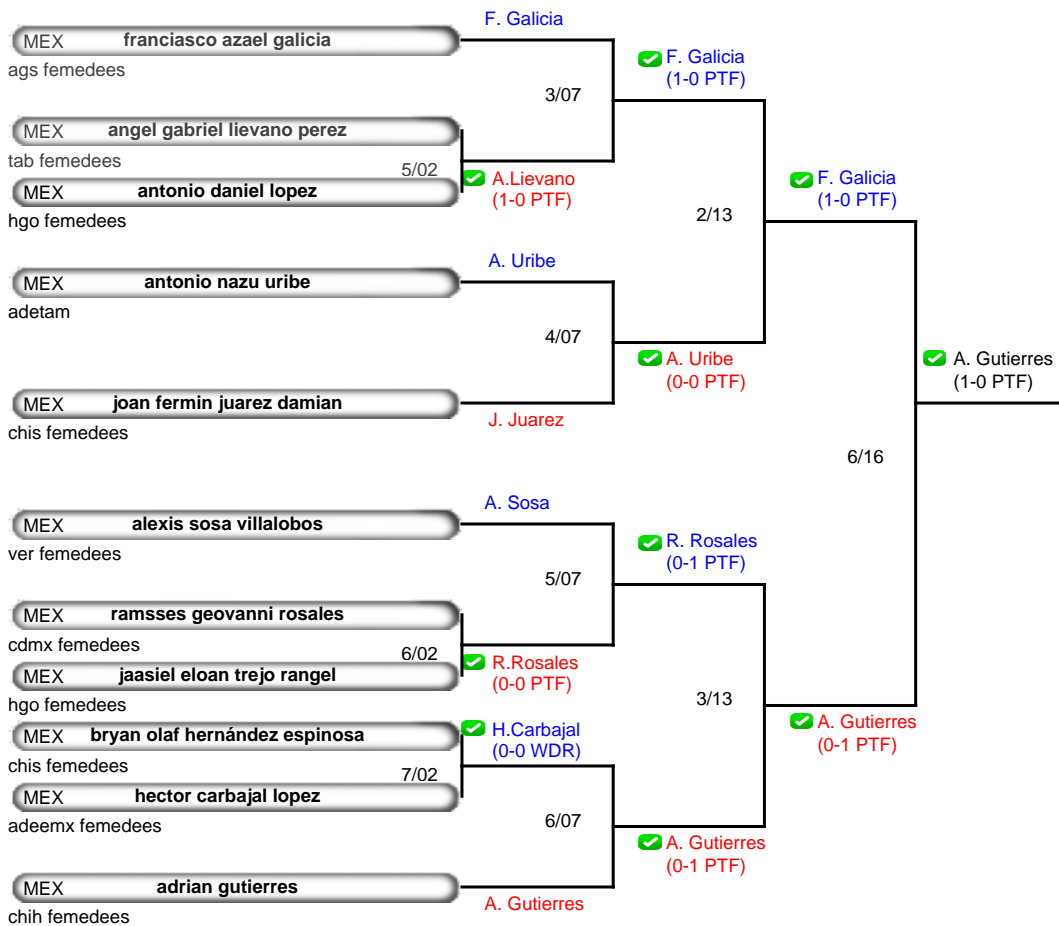 F. Galicia
MEX franciasco azael galicia
ags femedees
F. Galicia
(1-0 PTF)
3/07
MEX angel gabriel lievano perez
tab femedees
5/02
A.Lievano
(1-0 PTF)
MEX antonio daniel lopez
hgo femedees
F. Galicia
(1-0 PTF)
2/13
A. Uribe
MEX antonio nazu uribe
adetam
4/07
A. Uribe
(0-0 PTF)
MEX joan fermin juarez damian
chis femedees
J. Juarez
A. Gutierres
(1-0 PTF)
6/16
A. Sosa
MEX alexis sosa villalobos
ver femedees
R. Rosales
(0-1 PTF)
5/07
MEX ramsses geovanni rosales
cdmx femedees
6/02
R.Rosales
(0-0 PTF)
MEX jaasiel eloan trejo rangel
hgo femedees
3/13
A. Gutierres
(0-1 PTF)
MEX bryan olaf hernández espinosa
chis femedees
H.Carbajal
(0-0 WDR)
7/02
MEX hector carbajal lopez
adeemx femedees
6/07
A. Gutierres
(0-1 PTF)
MEX adrian gutierres
chih femedees
A. Gutierres